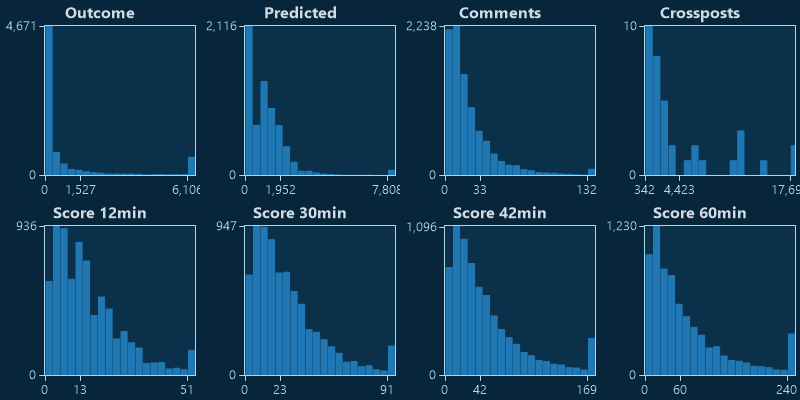 Outcome Predicted Comments Crossposts
4,671 2,116 2,238 10
0 0 0 0
0 1,527 6,106 0 1,952 7,808 0 33 132 342 4,423 17,69
Score 12min Score 30min Score 42min Score 60min
936 947 1,096 1,230
0 0 0 0
0 13 51 0 23 91 0 42 169 0 60 240